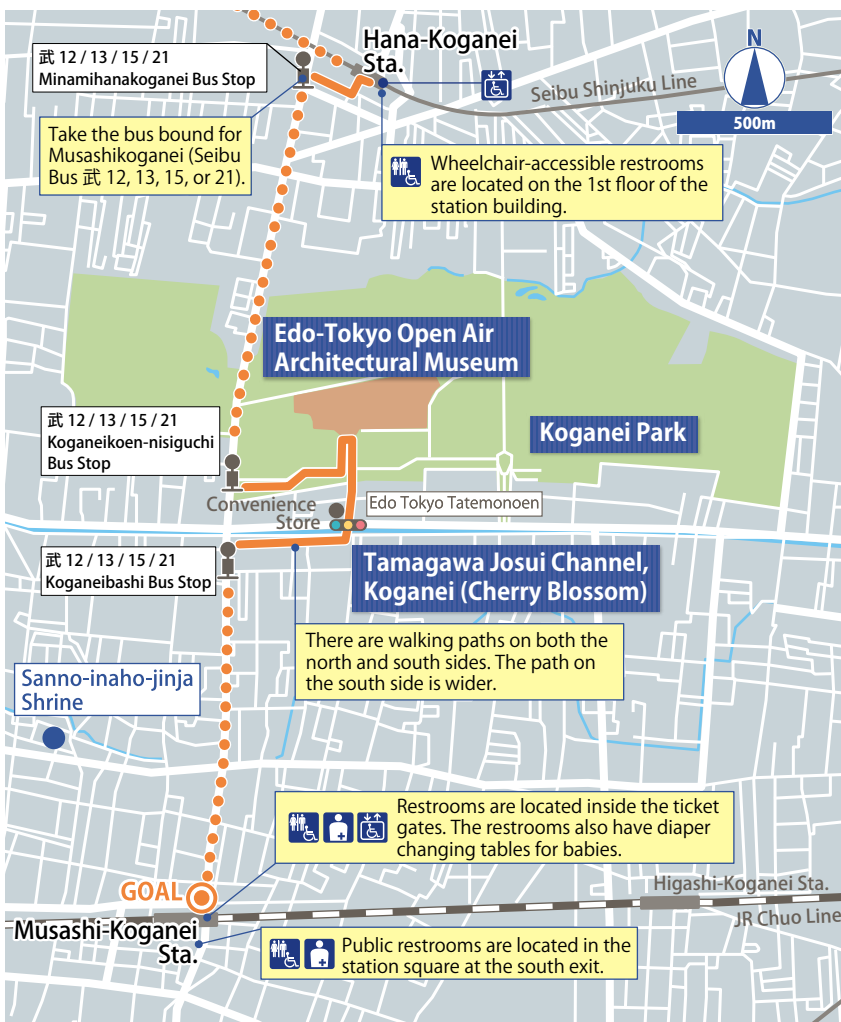 武 12 / 13 / 15 / 21
Minamihanakoganei Bus Stop
Hana-Koganei
Sta.
N
500m
Seibu Shinjuku Line
Take the bus bound for
Musashikoganei (Seibu
Bus 武 12, 13, 15, or 21).
Wheelchair-accessible restrooms
are located on the 1st floor of the
station building.
Edo-Tokyo Open Air
Architectural Museum
武 12 / 13 / 15 / 21
Koganeikoen-nisiguchi
Bus Stop
Koganei Park
Convenience
Store
Edo Tokyo Tatemonoen
武 12 / 13 / 15 / 21
Koganeibashi Bus Stop
Tamagawa Josui Channel,
Koganei (Cherry Blossom)
There are walking paths on both the
north and south sides. The path on
the south side is wider.
Sanno-inaho-jinja
Shrine
Restrooms are located inside the ticket
gates. The restrooms also have diaper
changing tables for babies.
GOAL
Higashi-Koganei Sta.
JR Chuo Line
Musashi-Koganei
Sta.
Public restrooms are located in the
station square at the south exit.